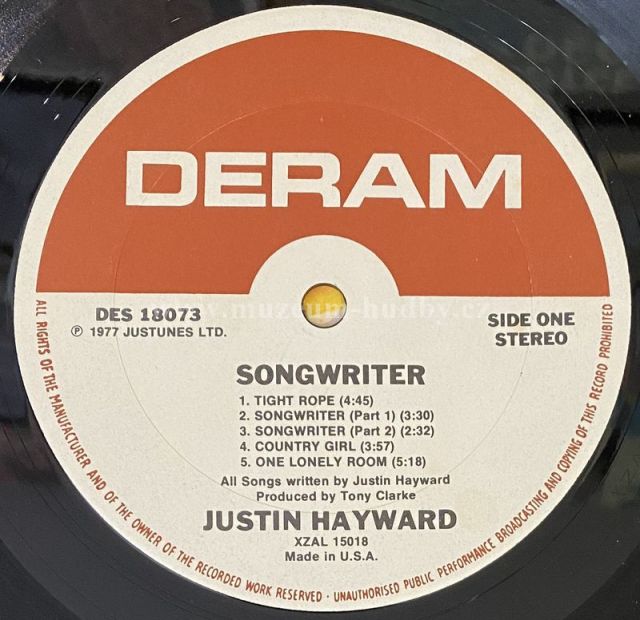 DERAM
DES 18073
℗ 1977 JUSTUNES LTD.
SIDE ONE
STEREO
www.muzeum-hudby.cz
SONGWRITER
1. TIGHT ROPE (4:45)
2. SONGWRITER (Part 1) (3:30)
3. SONGWRITER (Part 2) (2:32)
4. COUNTRY GIRL (3:57)
5. ONE LONELY ROOM (5:18)
All Songs written by Justin Hayward
Produced by Tony Clarke
JUSTIN HAYWARD
XZAL 15018
Made in U.S.A.
ALL RIGHTS OF THE MANUFACTURER AND OF THE OWNER OF THE RECORDED WORK RESERVED · UNAUTHORISED PUBLIC PERFORMANCE BROADCASTING AND COPYING OF THIS RECORD PROHIBITED